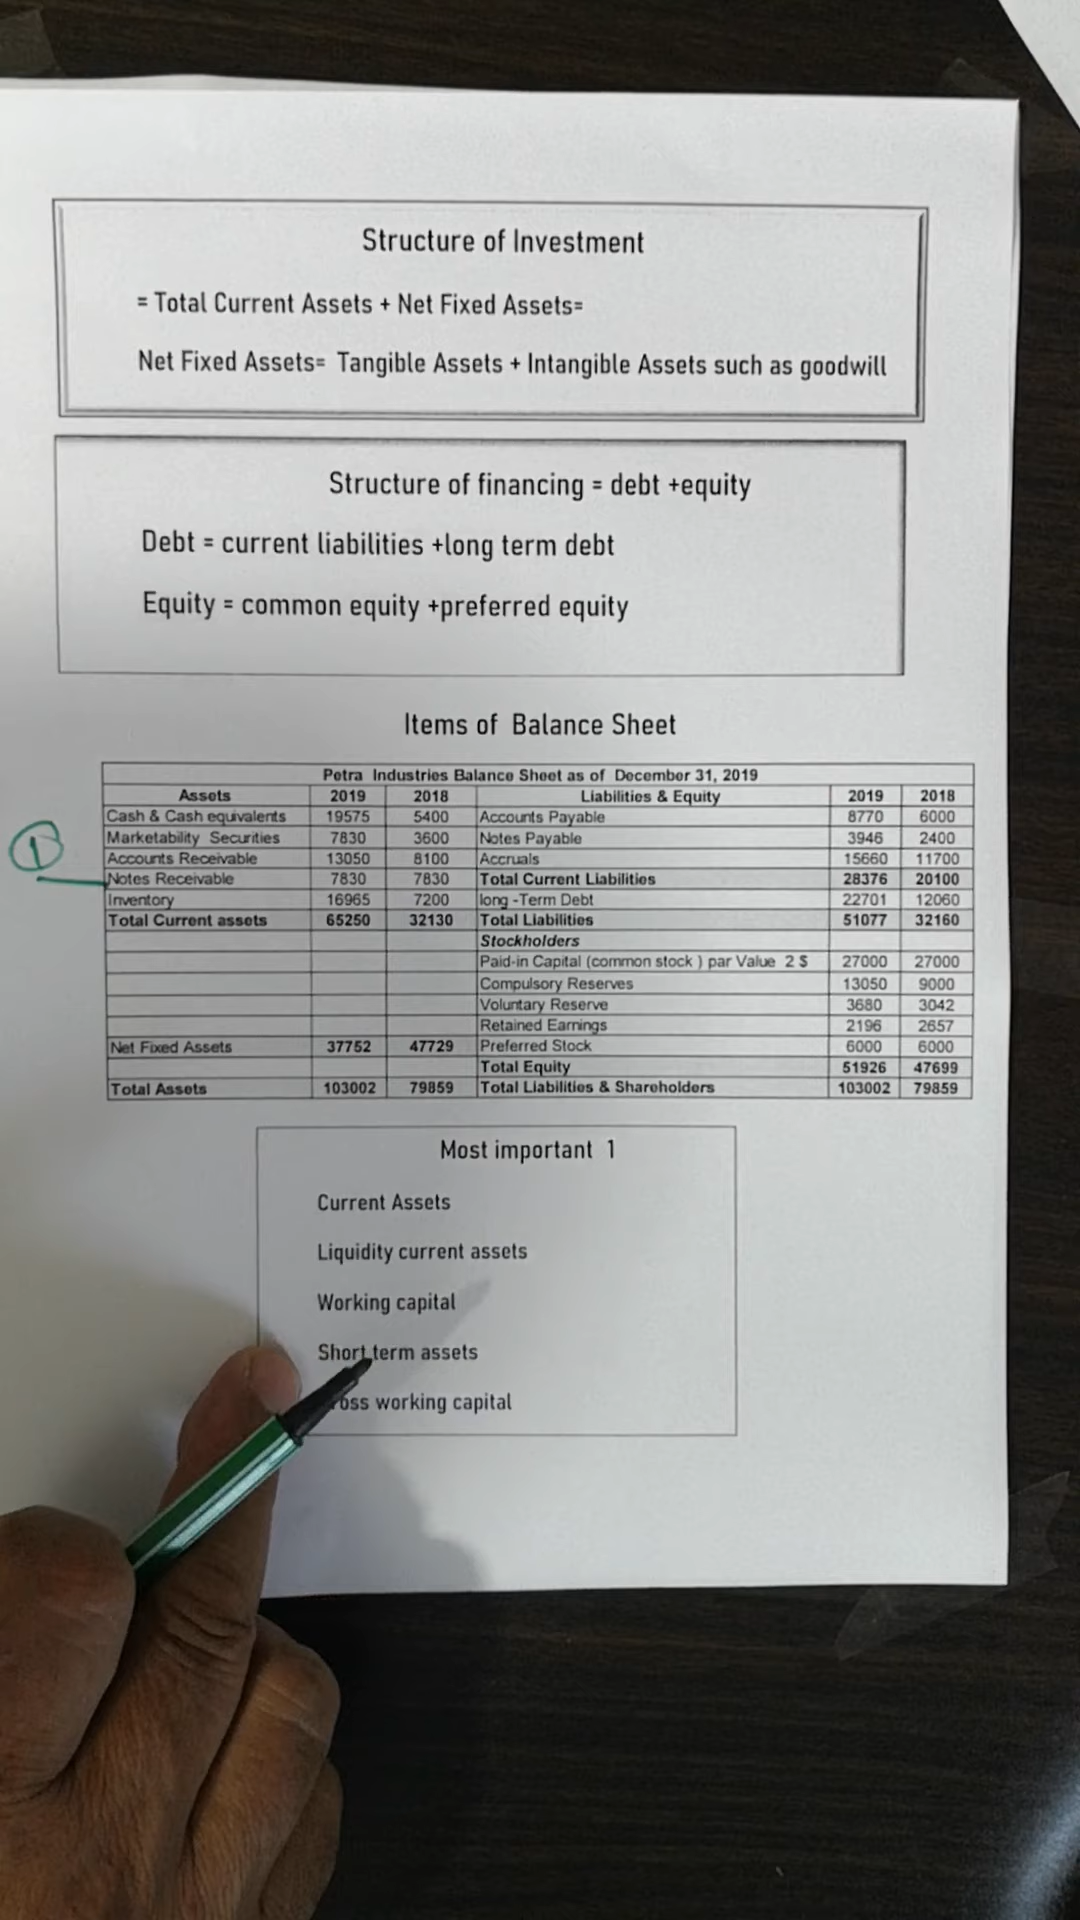 Structure of Investment
= Total Current Assets + Net Fixed Assets=
Net Fixed Assets= Tangible Assets + Intangible Assets such as goodwill
Structure of financing = debt +equity
Debt = current liabilities +long term debt
Equity = common equity +preferred equity
Items of Balance Sheet
Petra Industries Balance Sheet as of December 31, 2019
Assets 2019 2018 Liabilities & Equity 2019 2018
Cash & Cash equivalents 19575 5400 Accounts Payable 8770 6000
Marketability Securities 7830 3600 Notes Payable 3946 2400
1
Accounts Receivable 13050 8100 Accruals 15660 11700
Notes Receivable 7830 7830 Total Current Liabilities 28376 20100
Inventory 16965 7200 long -Term Debt 22701 12060
Total Current assets 65250 32130 Total Liabilities 51077 32160
Stockholders
Paid-in Capital (common stock ) par Value 2 $ 27000 27000
Compulsory Reserves 13050 9000
Voluntary Reserve 3680 3042
Retained Earnings 2196 2657
Net Fixed Assets 37752 47729 Preferred Stock 6000 6000
Total Equity 51926 47699
Total Assets 103002 79859 Total Liabilities & Shareholders 103002 79859
Most important 1
Current Assets
Liquidity current assets
Working capital
Short term assets
working capital